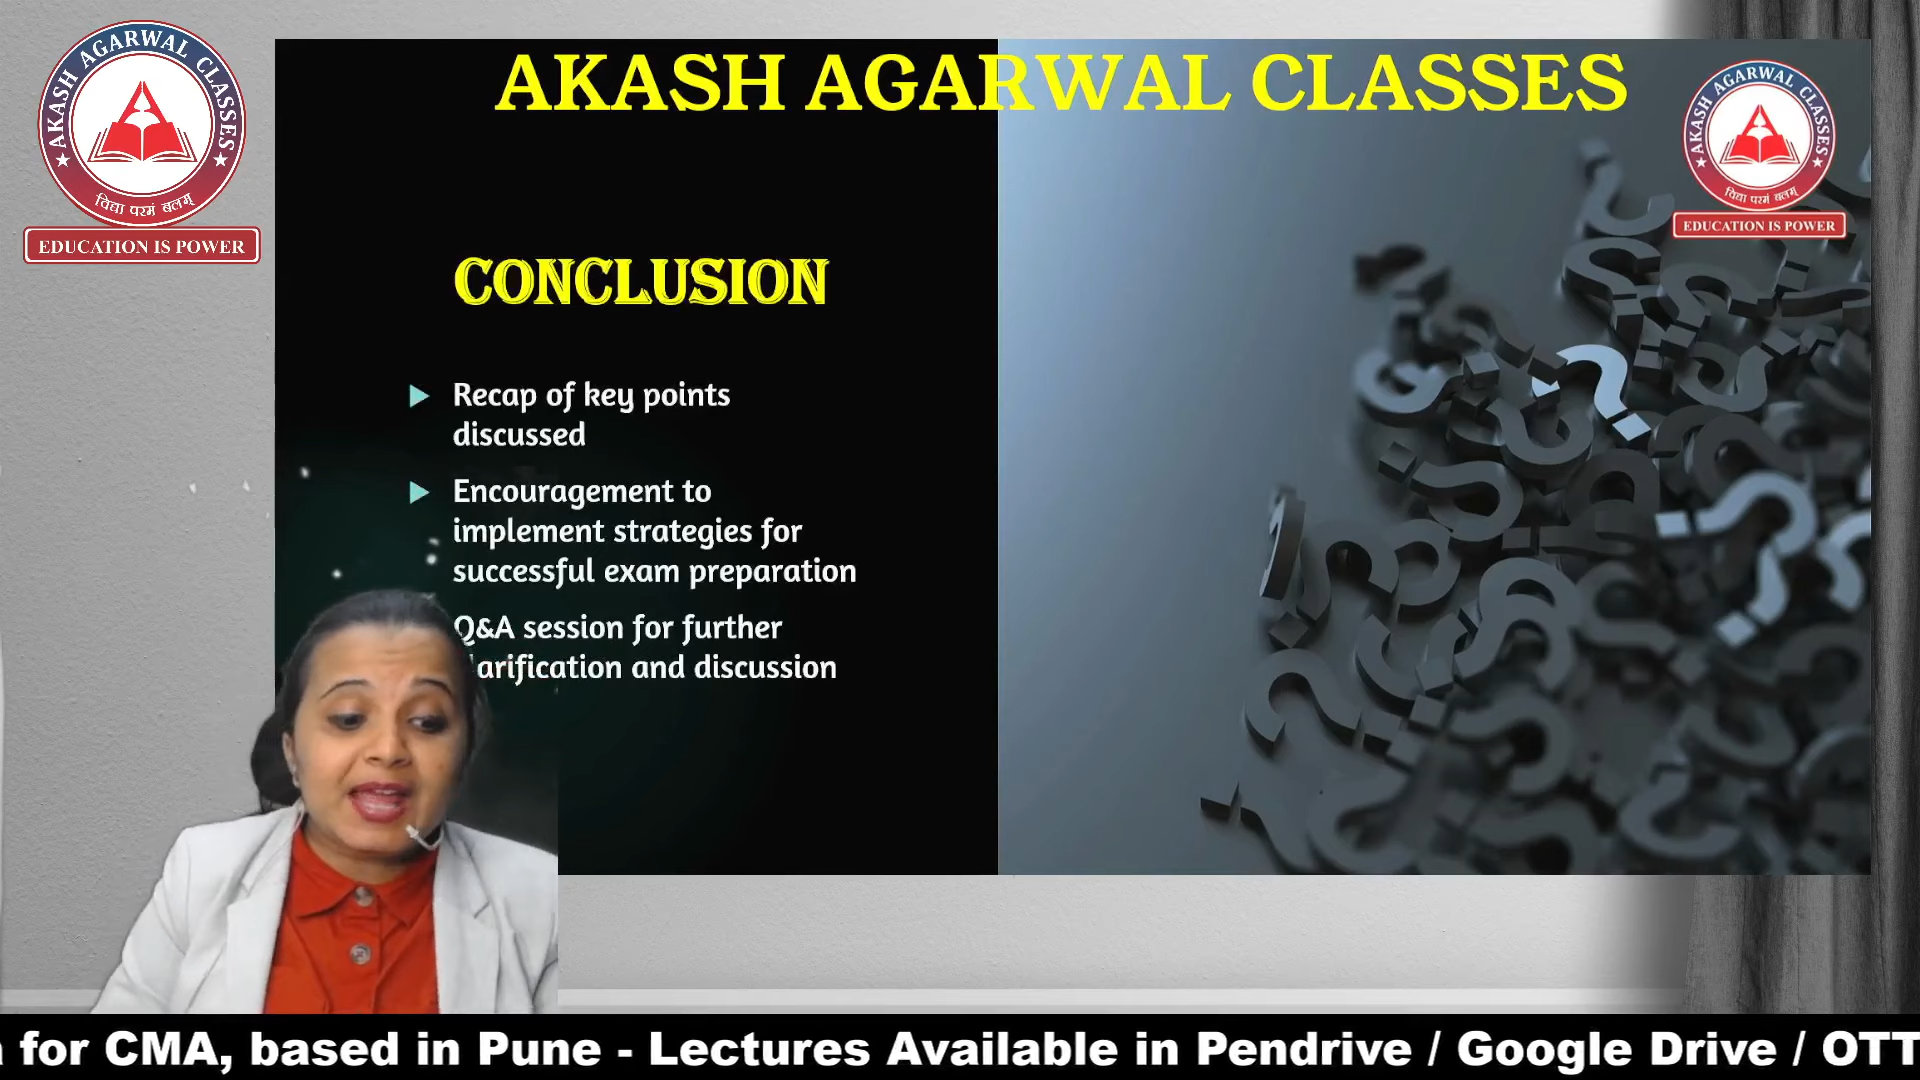 AKASH AGARWAL CLASSES
विद्या परमं बलम्
EDUCATION IS POWER
AKASH AGARWAL CLASSES
AKASH AGARWAL CLASSES
विद्या परमं बलम्
EDUCATION IS POWER
CONCLUSION
Recap of key points
discussed
Encouragement to
implement strategies for
successful exam preparation
Q&A session for further
larification and discussion
for CMA, based in Pune - Lectures Available in Pendrive / Google Drive / OTT